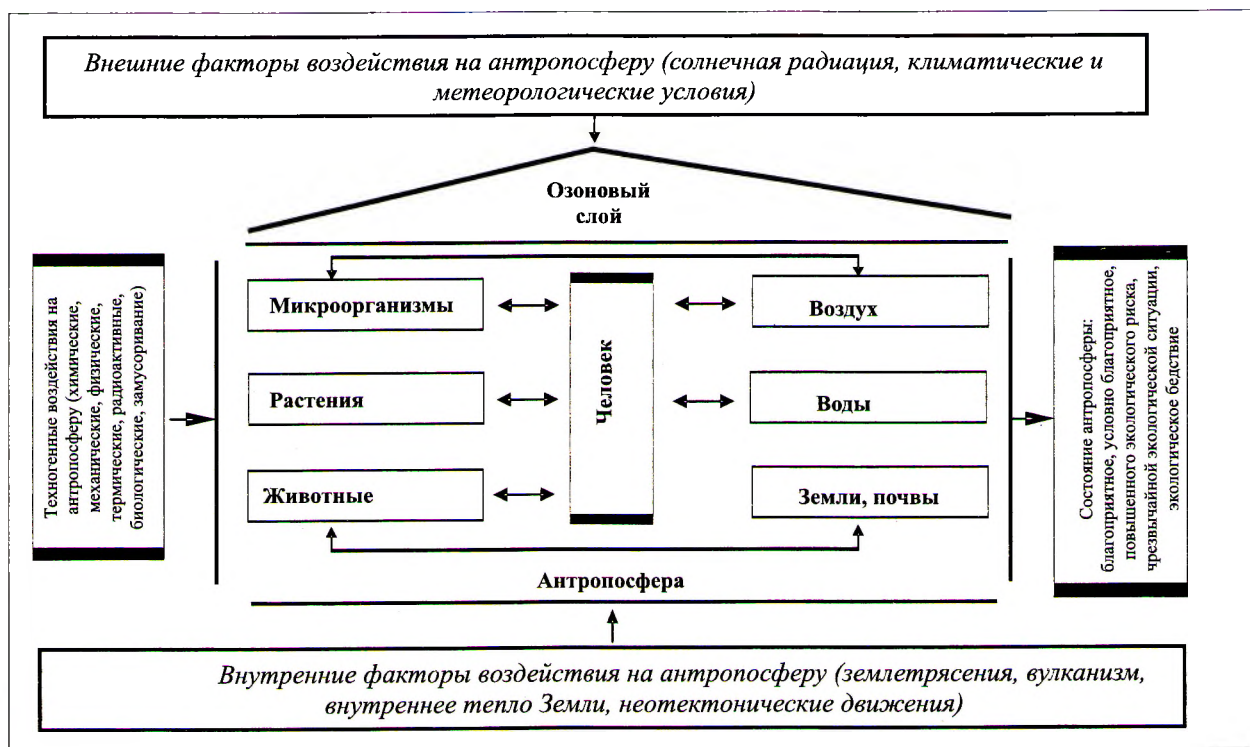 Внешние факторы воздействия на антропосферу (солнечная радиация, климатические и
метеорологические условия)
Озоновый
слой
Техногенные воздействия на
антропосферу (химические,
механические, физические,
термические, радиоактивные,
биологические, замусоривание)
Микроорганизмы
Растения
Животные
Человек
Воздух
Воды
Земли, почвы
Состояние антропосферы:
благоприятное, условно благоприятное,
повышенного экологического риска,
чрезвычайной экологической ситуации,
экологическое бедствие
Антропосфера
Внутренние факторы воздействия на антропосферу (землетрясения, вулканизм,
внутреннее тепло Земли, неотектонические движения)